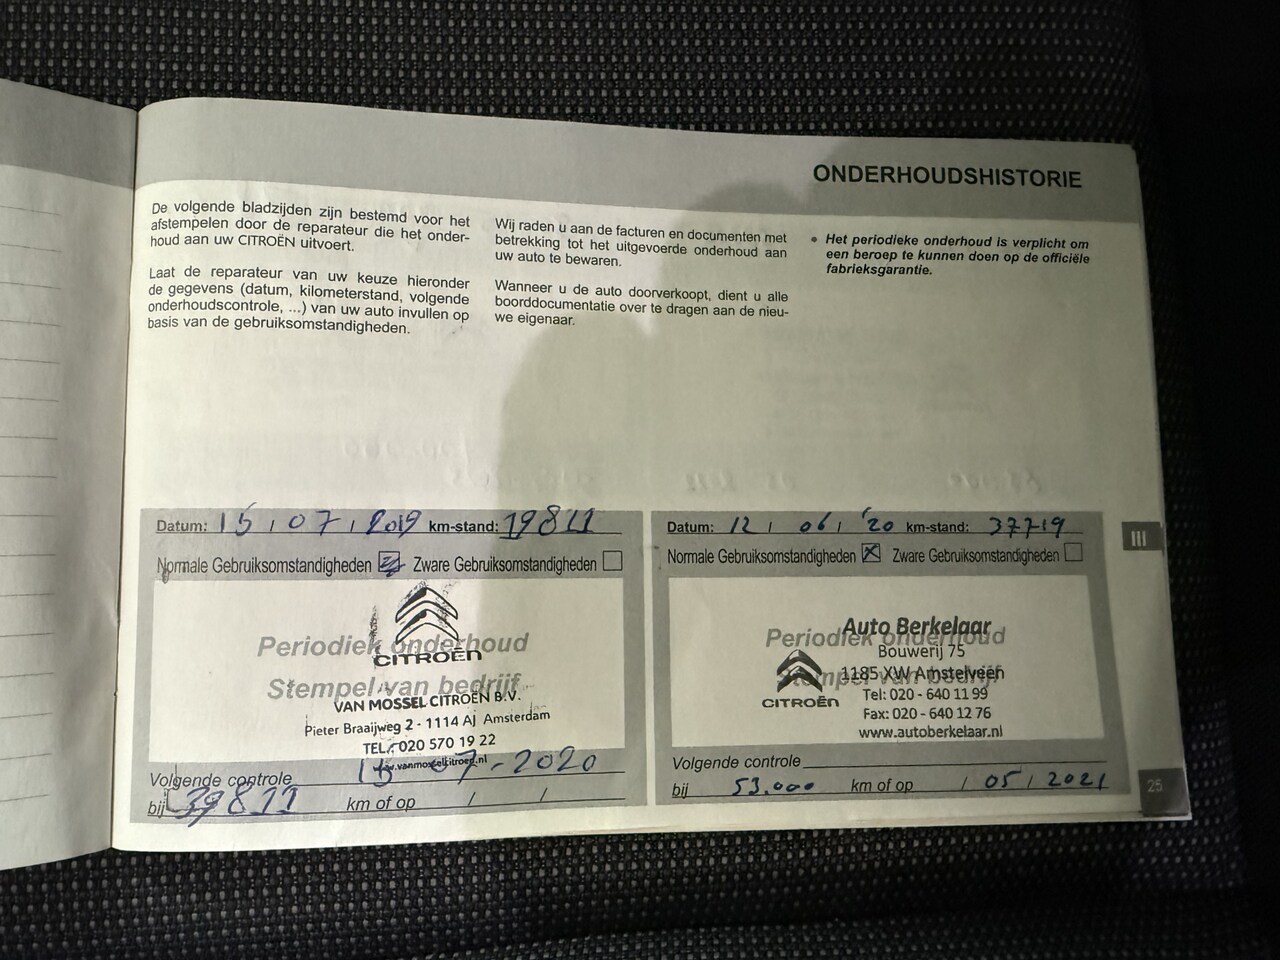 ONDERHOUDSHISTORIE
De volgende bladzijden zijn bestemd voor het
afstempelen door de reparateur die het onder-
houd aan uw CITROËN uitvoert.
Laat de reparateur van uw keuze hieronder
de gegevens (datum, kilometerstand, volgende
onderhoudscontrole, ...) van uw auto invullen op
basis van de gebruiksomstandigheden.
Wij raden u aan de facturen en documenten met
betrekking tot het uitgevoerde onderhoud aan
uw auto te bewaren.
Wanneer u de auto doorverkoopt, dient u alle
boorddocumentatie over te dragen aan de nieu-
we eigenaar.
• Het periodieke onderhoud is verplicht om
een beroep te kunnen doen op de officiële
fabrieksgarantie.
Datum: 15 / 07 / 2019 km-stand: 19811
Normale Gebruiksomstandigheden Zware Gebruiksomstandigheden
Periodiek onderhoud
CITROËN
Stempel van bedrijf
VAN MOSSEL CITROËN B.V.
Pieter Braaijweg 2 - 1114 AJ Amsterdam
TEL. 020 570 19 22
www.vanmosselcitroen.nl
Volgende controle 15-07-2020
bij 39811 km of op / /
Datum: 12 / 06 / '20 km-stand: 37719
Normale Gebruiksomstandigheden Zware Gebruiksomstandigheden
Periodiek onderhoud
Stempel van bedrijf
Auto Berkelaar
Bouwerij 75
1185 XW Amstelveen
CITROËN
Tel: 020 - 640 11 99
Fax: 020 - 640 12 76
www.autoberkelaar.nl
Volgende controle
bij 53.000 km of op / 05 / 2021
III
25